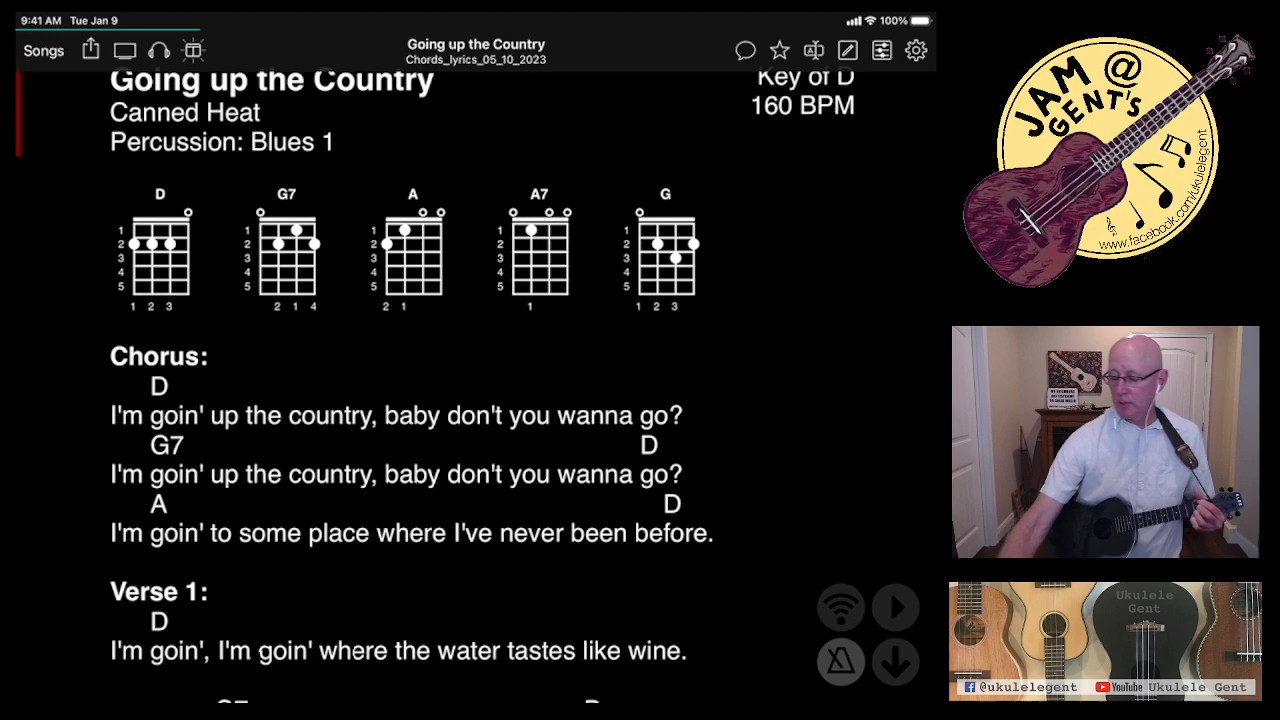 9:41 AM Tue Jan 9
100%
Songs
Going up the Country
Chords_lyrics_05_10_2023
Going up the Country
Key of D
Canned Heat
160 BPM
Percussion: Blues 1
D G7 A A7 G
1 1 1 1 1
2 2 2 2 2
3 3 3 3 3
4 4 4 4 4
5 5 5 5 5
1 2 3 2 1 4 2 1 1 1 2 3
Chorus:
D
I'm goin' up the country, baby don't you wanna go?
G7 D
I'm goin' up the country, baby don't you wanna go?
A D
I'm goin' to some place where I've never been before.
Verse 1:
D
I'm goin', I'm goin' where the water tastes like wine.
JAM @
GENT'S
www.facebook.com/ukulelegent
Ukulele
Gent
@ukulelegent YouTube Ukulele Gent